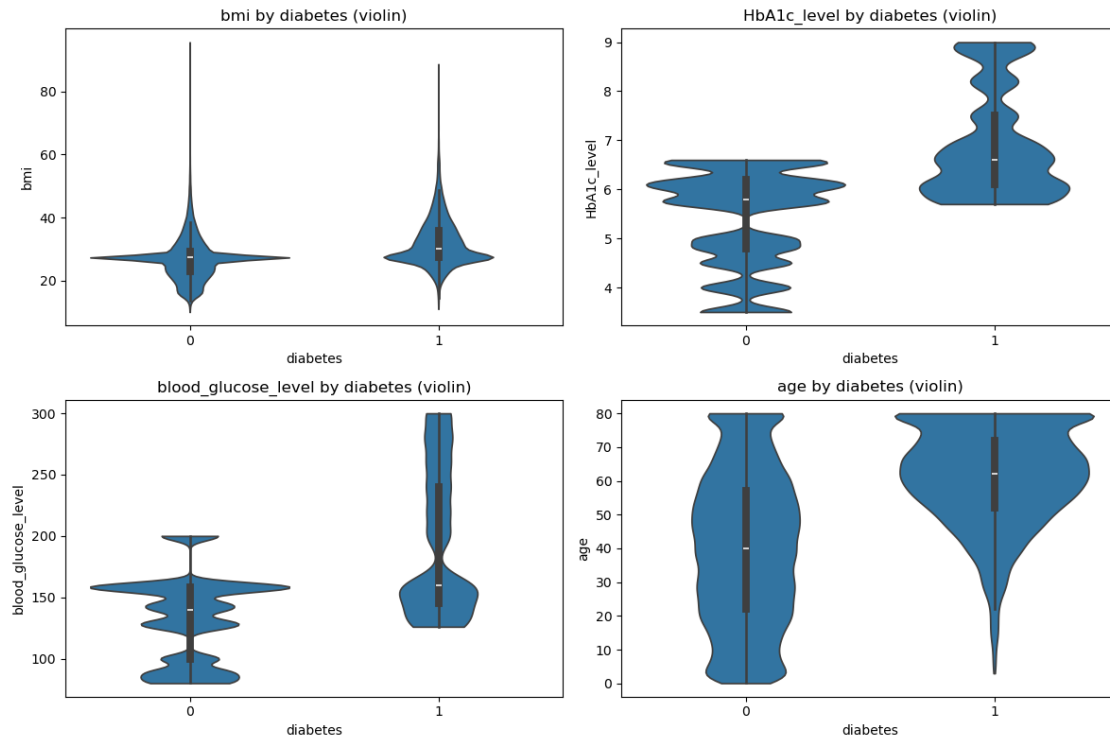 bmi by diabetes (violin)
80
60
40
20
bmi
0
1
diabetes
HbA1c_level by diabetes (violin)
9
8
7
6
5
4
HbA1c_level
0
1
diabetes
blood_glucose_level by diabetes (violin)
300
250
200
150
100
blood_glucose_level
0
1
diabetes
age by diabetes (violin)
80
70
60
50
40
30
20
10
0
age
0
1
diabetes